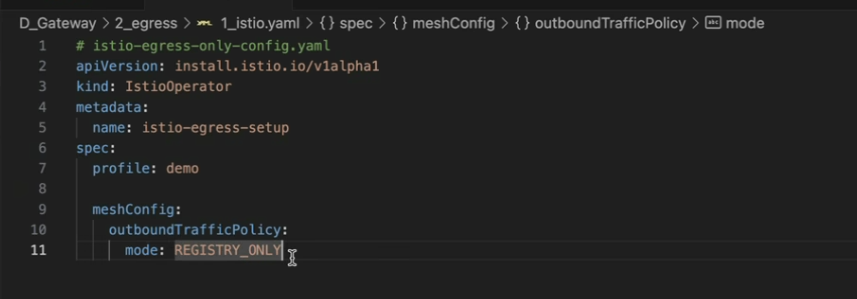 D_Gateway > 2_egress > 1_istio.yaml > {} spec > {} meshConfig > {} outboundTrafficPolicy > abc mode
1 # istio-egress-only-config.yaml
2 apiVersion: install.istio.io/v1alpha1
3 kind: IstioOperator
4 metadata:
5   name: istio-egress-setup
6 spec:
7   profile: demo
8
9   meshConfig:
10     outboundTrafficPolicy:
11       mode: REGISTRY_ONLY